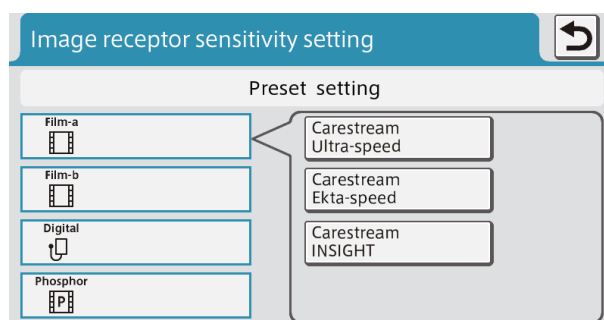 Image receptor sensitivity setting
Preset setting
Film-a
Carestream
Ultra-speed
Film-b
Carestream
Ekta-speed
Digital
Carestream
INSIGHT
Phosphor
P